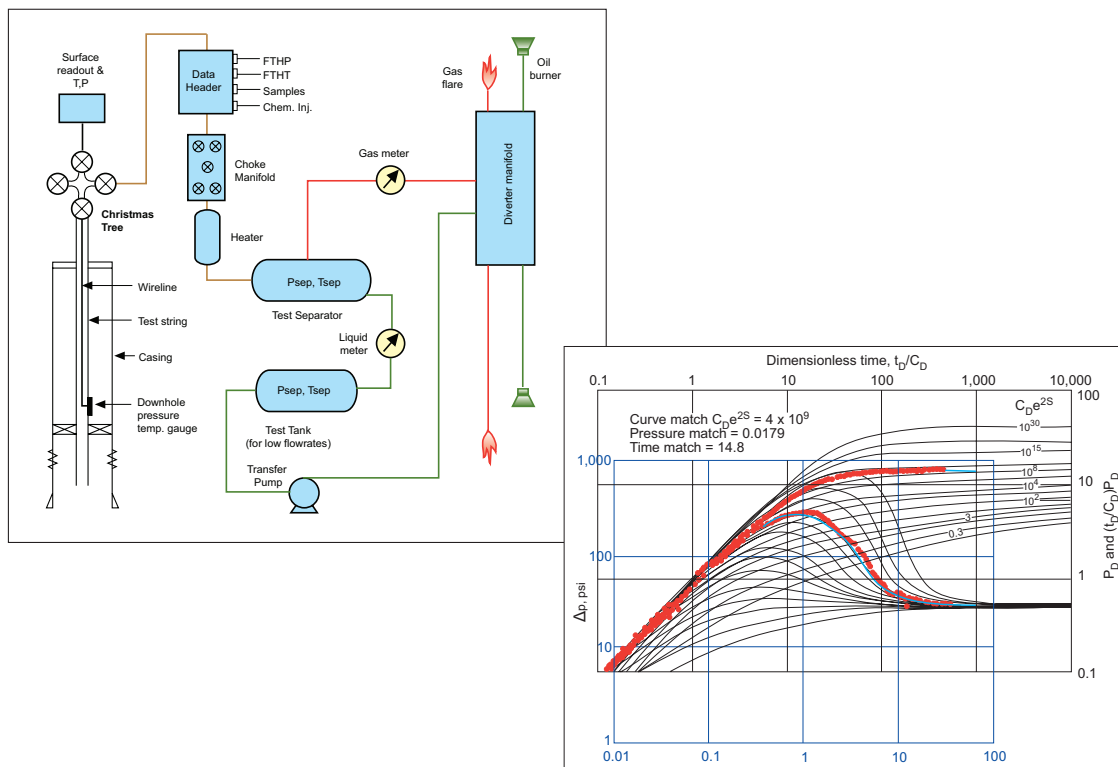 Surface
readout &
T,P
Data
Header
FTHP
FTHT
Samples
Chem. Inj.
Gas
flare
Oil
burner
Choke
Manifold
Gas meter
Diverter manifold
Christmas
Tree
Heater
Psep, Tsep
Test Separator
Wireline
Test string
Casing
Downhole
pressure
temp. gauge
Liquid
meter
Psep, Tsep
Test Tank
(for low flowrates)
Transfer
Pump
Dimensionless time, tD/CD
0.1
1
10
100
1,000
10,000
100
CDe2S
Curve match CDe2S = 4 x 109
Pressure match = 0.0179
Time match = 14.8
1030
1015
108
104
102
3
0.3
1,000
100
10
1
Δp, psi
10
1
0.1
PD and (tD/CD)PD
0.01
0.1
1
10
100